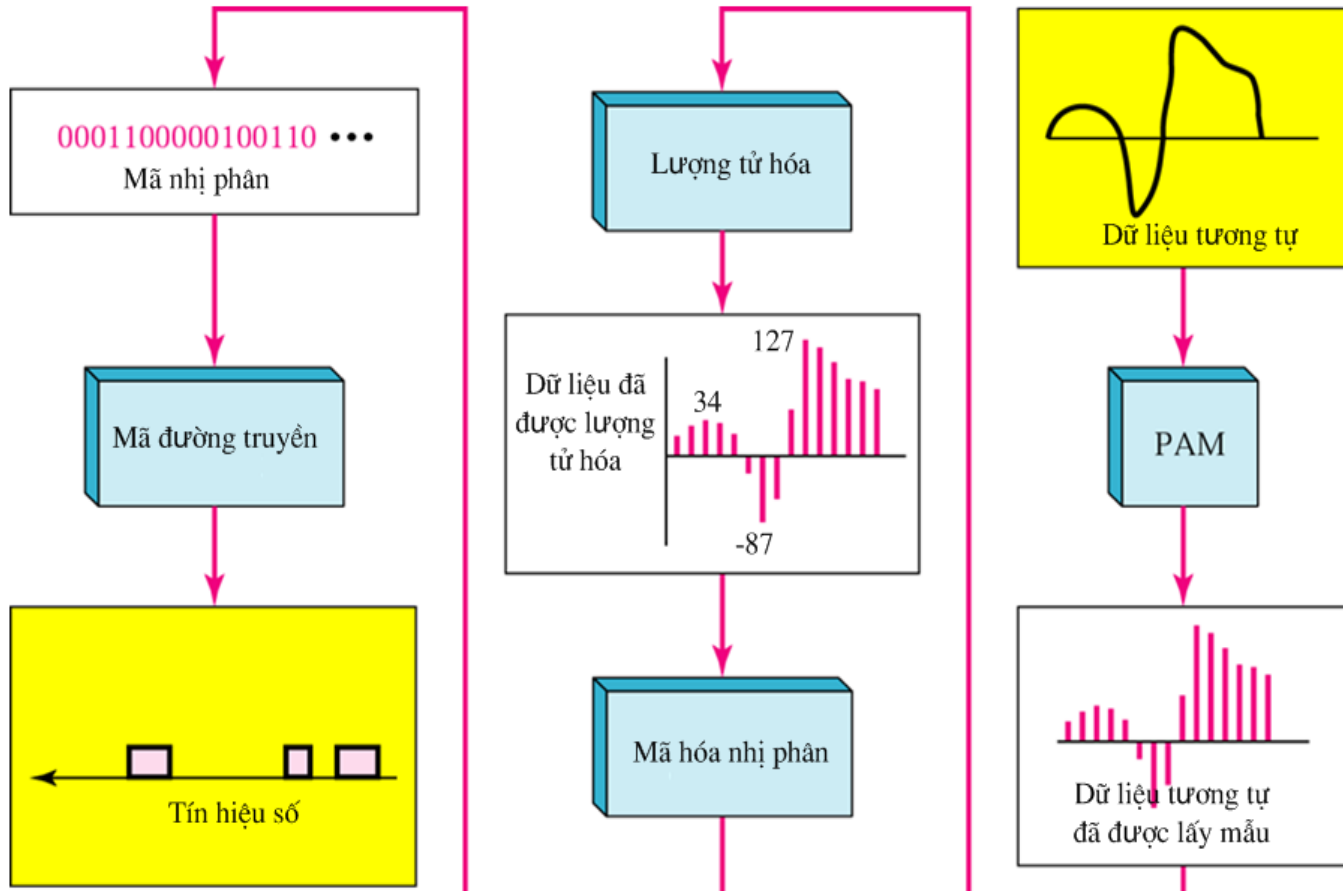 0001100000100110 •••
Mã nhị phân
Mã đường truyền
Tín hiệu số
Lượng tử hóa
127
34
Dữ liệu đã
được lượng
tử hóa
-87
Mã hóa nhị phân
Dữ liệu tương tự
PAM
Dữ liệu tương tự
đã được lấy mẫu